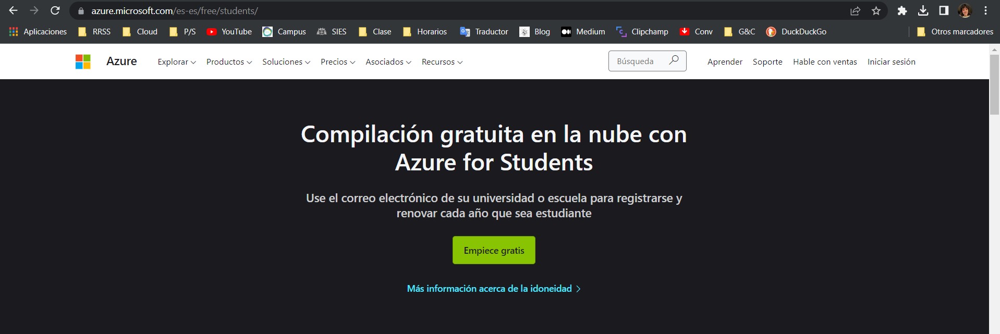 azure.microsoft.com/es-es/free/students/
Aplicaciones RRSS Cloud P/S YouTube Campus SIES Clase Horarios Traductor Blog Medium Clipchamp Conv G&C DuckDuckGo Otros marcadores
Azure Explorar Productos Soluciones Precios Asociados Recursos Búsqueda Aprender Soporte Hable con ventas Iniciar sesión
Compilación gratuita en la nube con
Azure for Students
Use el correo electrónico de su universidad o escuela para registrarse y
renovar cada año que sea estudiante
Empiece gratis
Más información acerca de la idoneidad